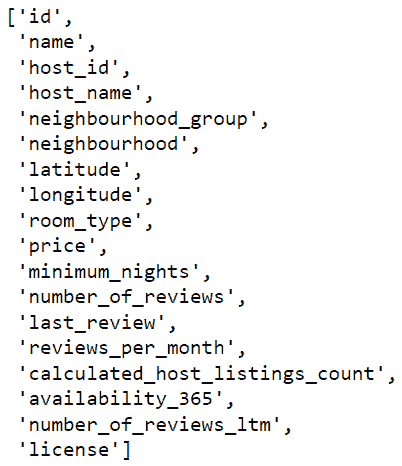 ['id',
'name',
'host_id',
'host_name',
'neighbourhood_group',
'neighbourhood',
'latitude',
'longitude',
'room_type',
'price',
'minimum_nights',
'number_of_reviews',
'last_review',
'reviews_per_month',
'calculated_host_listings_count',
'availability_365',
'number_of_reviews_ltm',
'license']